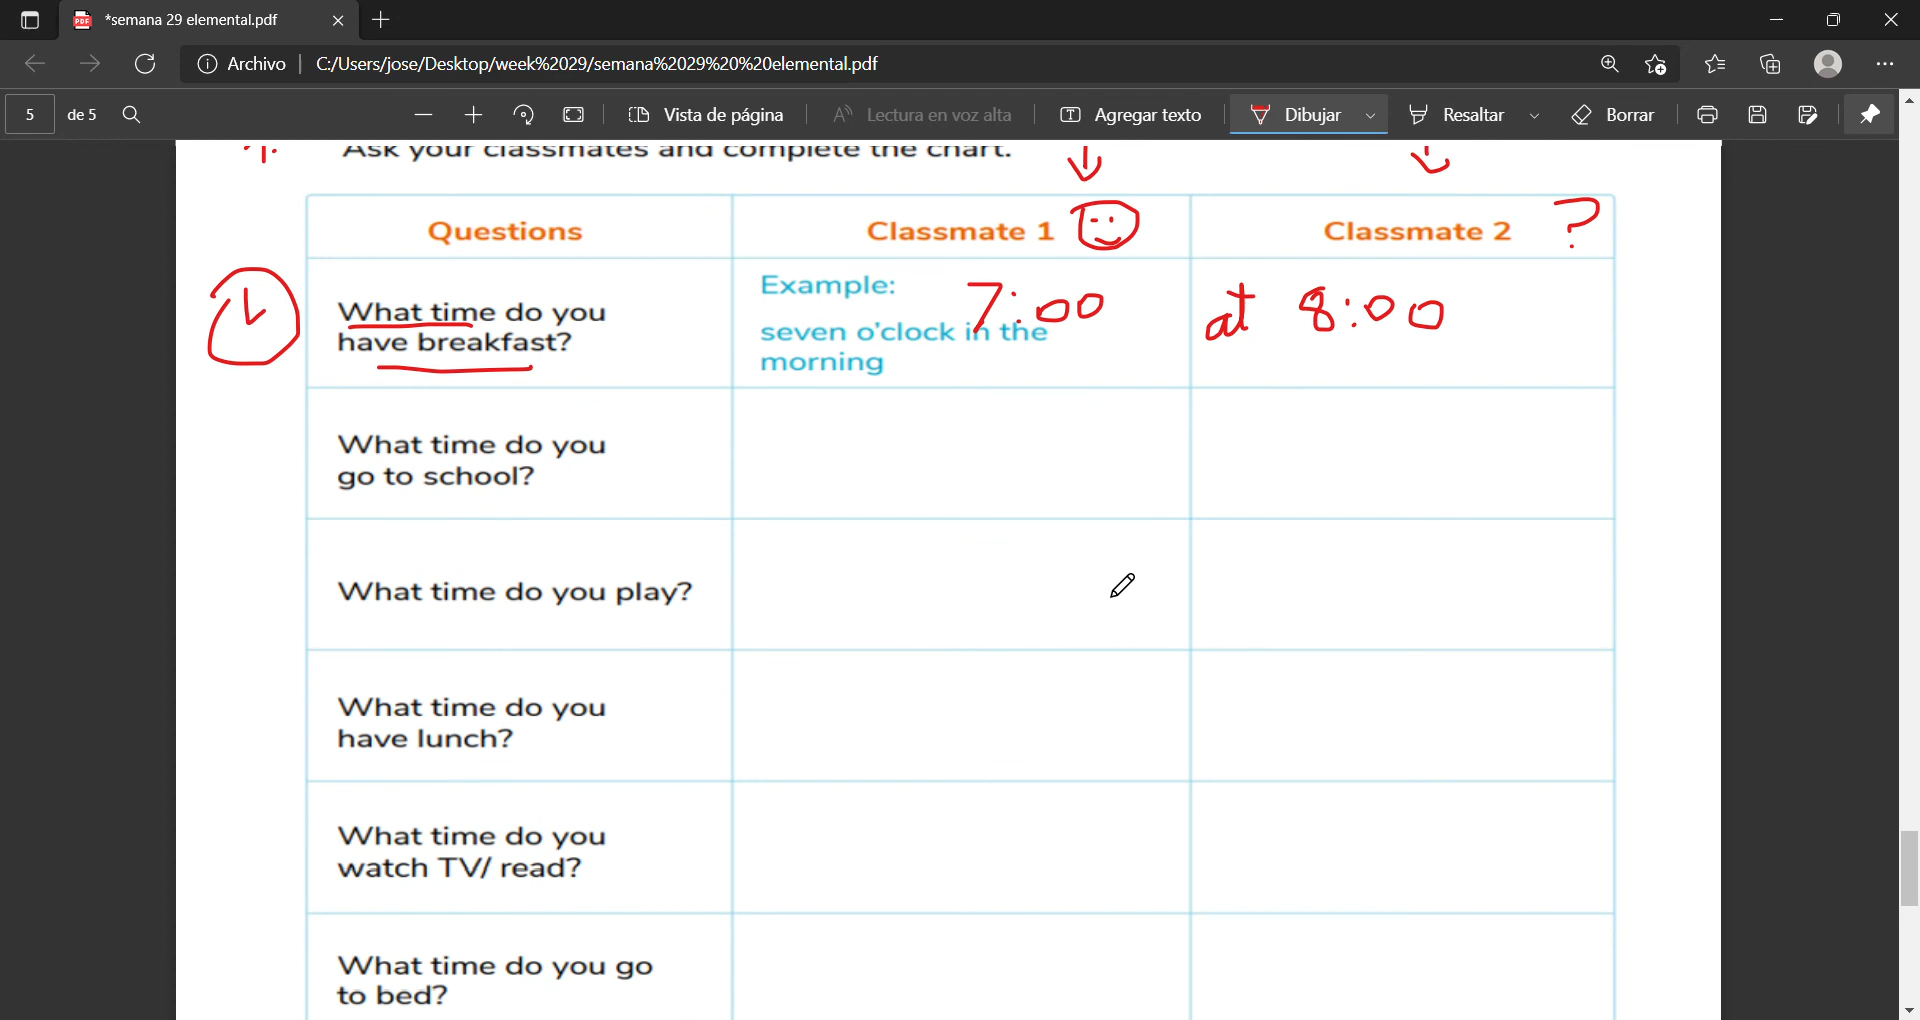 *semana 29 elemental.pdf
Archivo C:/Users/jose/Desktop/week%2029/semana%2029%20%20elemental.pdf
5 de 5 Vista de página Lectura en voz alta Agregar texto Dibujar Resaltar Borrar
Ask your classmates and complete the chart.
Questions Classmate 1 Classmate 2 ?
What time do you
have breakfast?
Example: 7:00
seven o'clock in the
morning
at 8:00
What time do you
go to school?
What time do you play?
What time do you
have lunch?
What time do you
watch TV/ read?
What time do you go
to bed?